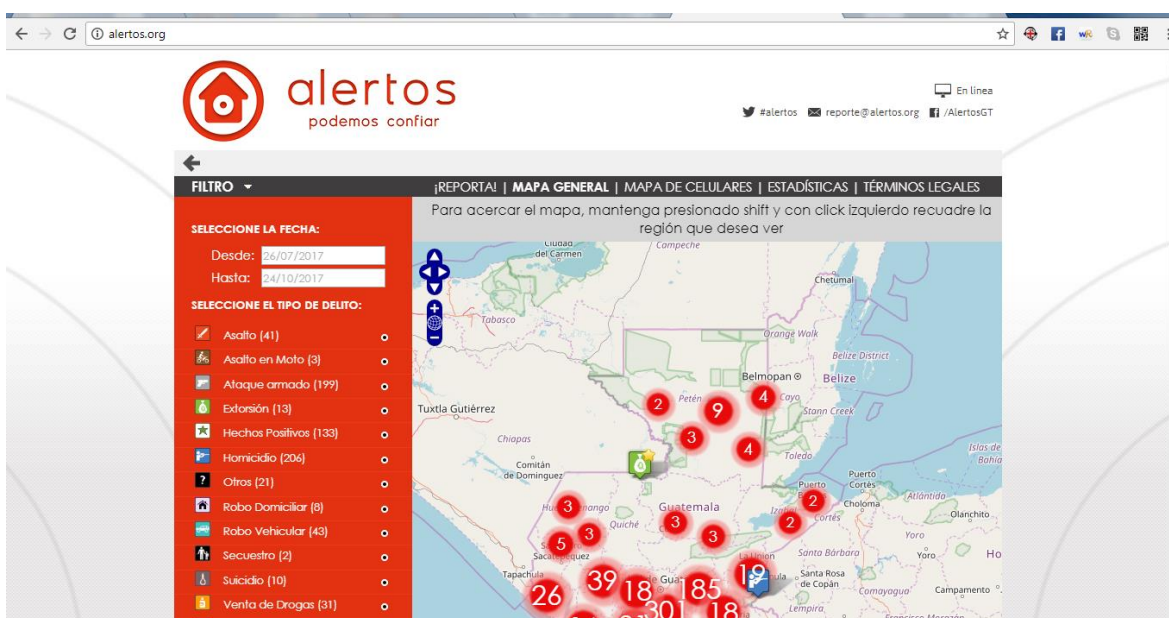 alertos.org
alertos
podemos confiar
En linea
#alertos reporte@alertos.org /AlertosGT
FILTRO
¡REPORTA! | MAPA GENERAL | MAPA DE CELULARES | ESTADÍSTICAS | TÉRMINOS LEGALES
Para acercar el mapa, mantenga presionado shift y con click izquierdo recuadre la
región que desea ver
SELECCIONE LA FECHA:
Desde: 26/07/2017
Hasta: 24/10/2017
SELECCIONE EL TIPO DE DELITO:
Asalto (41)
Asalto en Moto (3)
Ataque armado (199)
Extorsión (13)
Hechos Positivos (133)
Homicidio (206)
Otros (21)
Robo Domiciliar (8)
Robo Vehicular (43)
Secuestro (2)
Suicidio (10)
Venta de Drogas (31)
Ciudad
del Carmen
Campeche
Chetumal
Tabasco
Orange Walk
Belize District
Belmopan
Belize
Petén
Cayo
2
9
4
Stann Creek
Tuxtla Gutiérrez
3
4
Chiapas
Toledo
Islas de
Bahía
Comitán
de Domínguez
Puerto
Puerto
Cortés
Atlántida
3
Guatemala
2
Choloma
Olanchito
Quiché
3
3
3
2
Cortés
5
Yoro
Santa Bárbara
Yoro
Tapachula
La Union
19
Santa Rosa
de Copán
Comayagua
Campamento
26
39
18
185
301
18
Lempira
Francisco Morazán